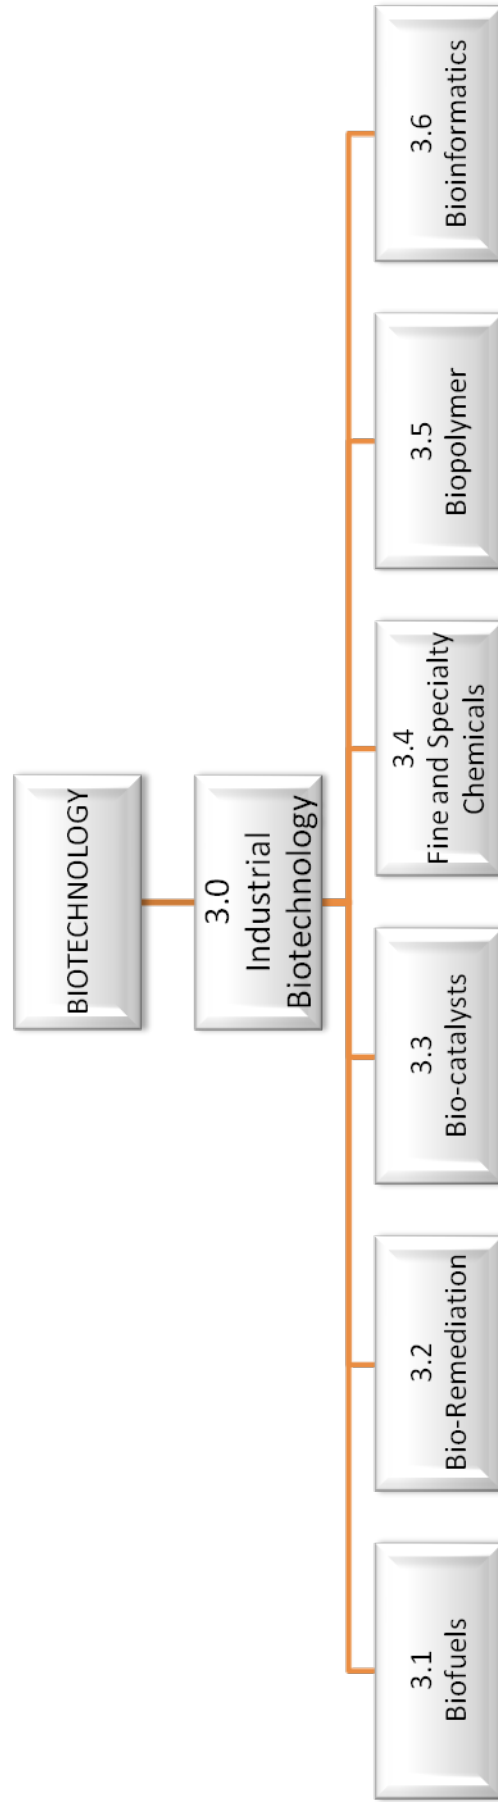 BIOTECHNOLOGY
3.0
Industrial
Biotechnology
3.1
Biofuels
3.2
Bio-Remediation
3.3
Bio-catalysts
3.4
Fine and Specialty
Chemicals
3.5
Biopolymer
3.6
Bioinformatics